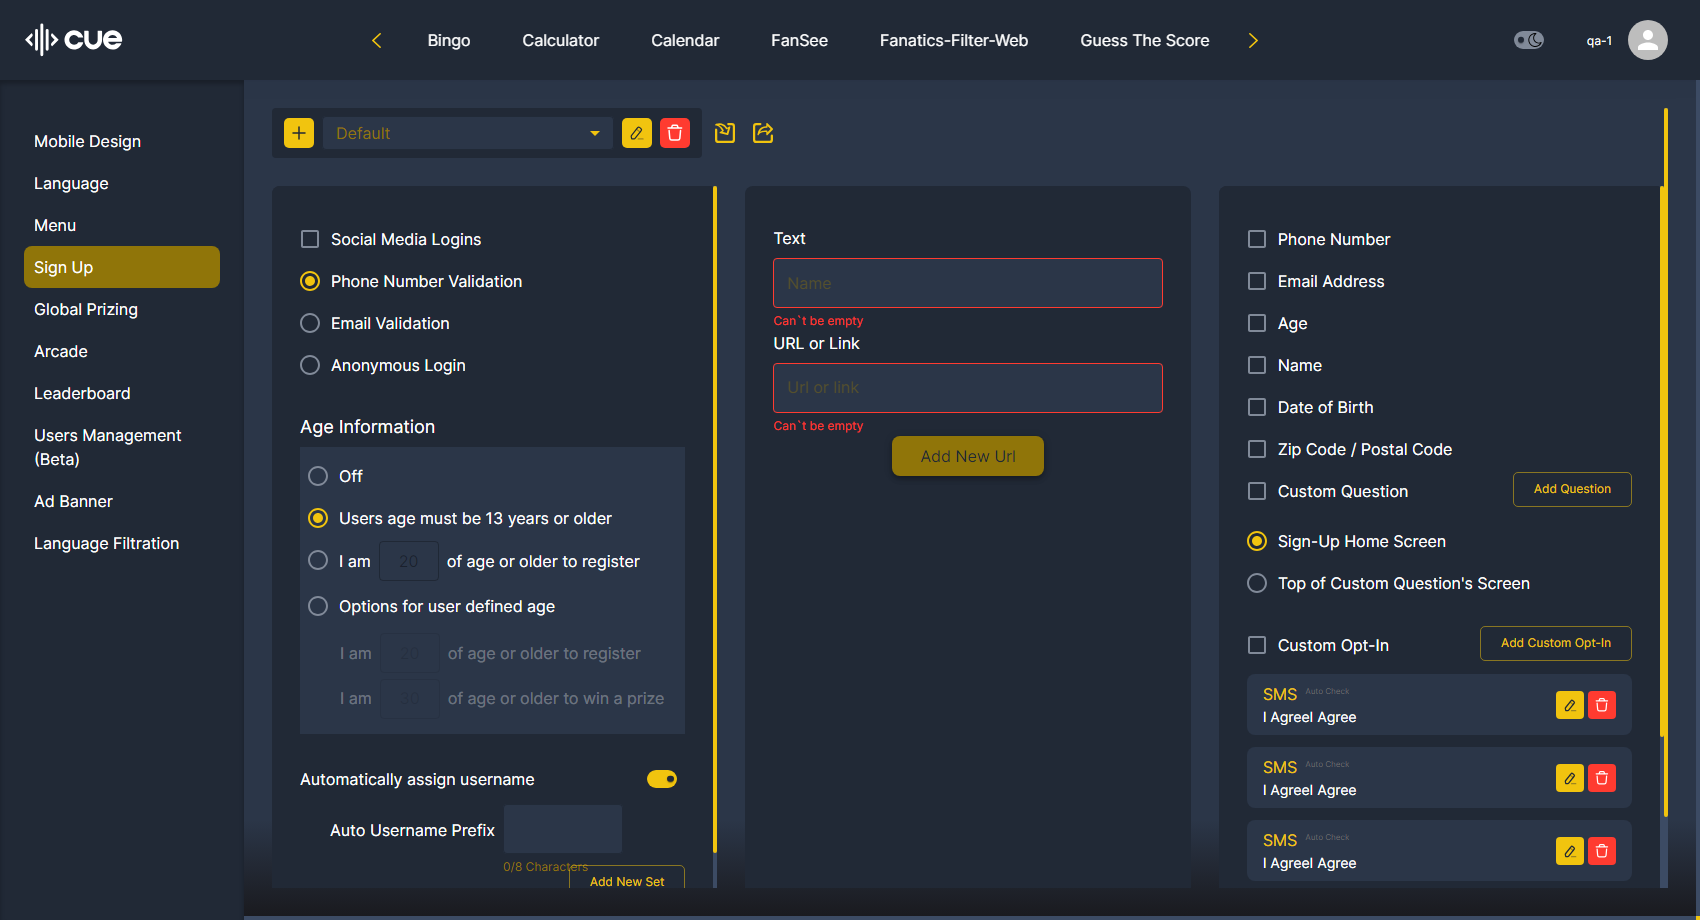 cue
Bingo
Calculator
Calendar
FanSee
Fanatics-Filter-Web
Guess The Score
qa-1
Mobile Design
Language
Menu
Sign Up
Global Prizing
Arcade
Leaderboard
Users Management
(Beta)
Ad Banner
Language Filtration
Default
Social Media Logins
Phone Number Validation
Email Validation
Anonymous Login
Age Information
Off
Users age must be 13 years or older
I am 20 of age or older to register
Options for user defined age
I am 20 of age or older to register
I am 30 of age or older to win a prize
Automatically assign username
Auto Username Prefix
0/8 Characters
Add New Set
Text
Name
Can`t be empty
URL or Link
Url or link
Can`t be empty
Add New Url
Phone Number
Email Address
Age
Name
Date of Birth
Zip Code / Postal Code
Custom Question
Add Question
Sign-Up Home Screen
Top of Custom Question's Screen
Custom Opt-In
Add Custom Opt-In
SMS Auto Check
I AgreeI Agree
SMS Auto Check
I AgreeI Agree
SMS Auto Check
I AgreeI Agree